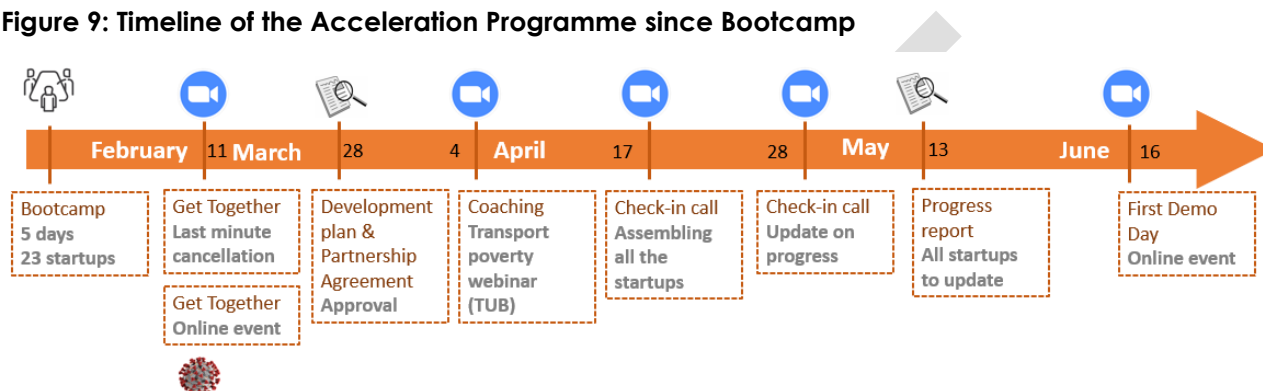 Figure 9: Timeline of the Acceleration Programme since Bootcamp
February 11 March 28 4 April 17 28 May 13 June 16
Bootcamp
5 days
23 startups
Get Together
Last minute
cancellation
Get Together
Online event
Development
plan &
Partnership
Agreement
Approval
Coaching
Transport
poverty
webinar
(TUB)
Check-in call
Assembling
all the
startups
Check-in call
Update on
progress
Progress
report
All startups
to update
First Demo
Day
Online event